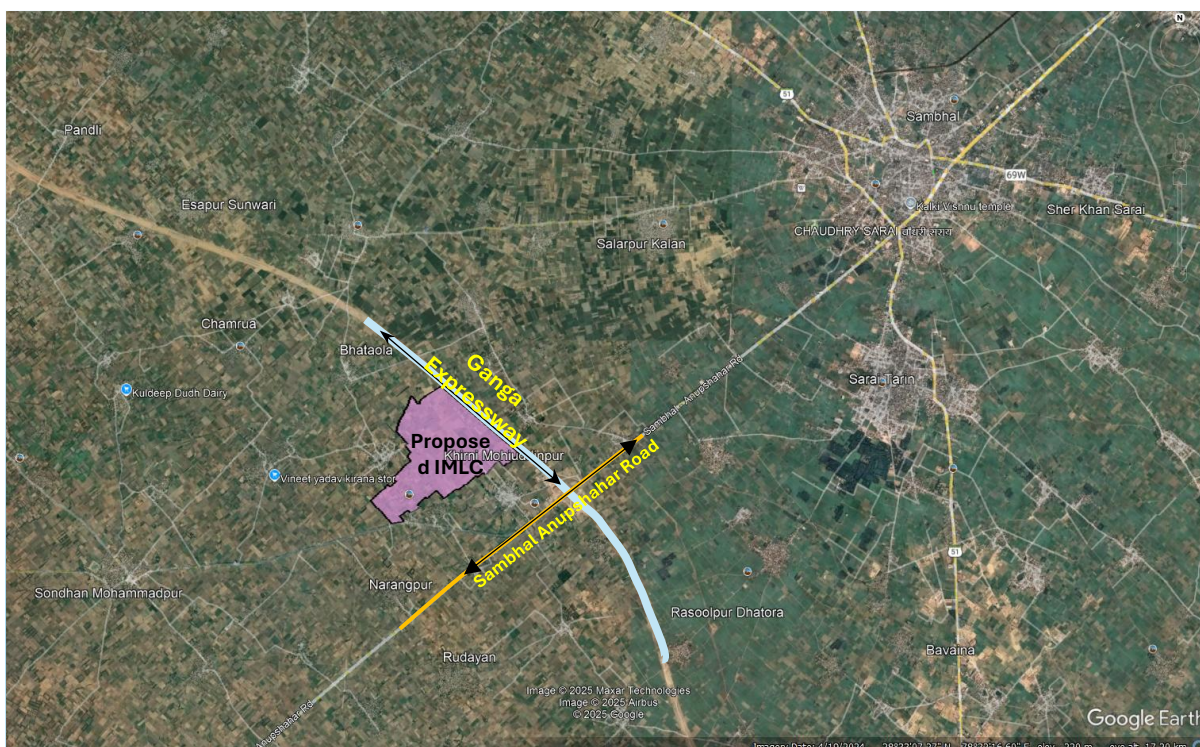 N
51
Sambhal
Pandli
69W
Esapur Sunwari
Kalki Vishnu temple
Sher Khan Sarai
CHAUDHRY SARAI चौधरी सराय
Salarpur Kalan
Chamrua
Bhataola
Ganga
Expressway
Sambhal - Anupshahar Rd
Sarai Tarin
Kuldeep Dudh Dairy
Propose
d IMLC
Khirni Mohiuddinpur
Vineet yadav kirana stor
Sambhal Anupshahar Road
51
Narangpur
Sondhan Mohammadpur
Rasoolpur Dhatora
Rudayan
Bavaina
Image © 2025 Maxar Technologies
Image © 2025 Airbus
© 2025 Google
Anupshahar Rd
Google Earth